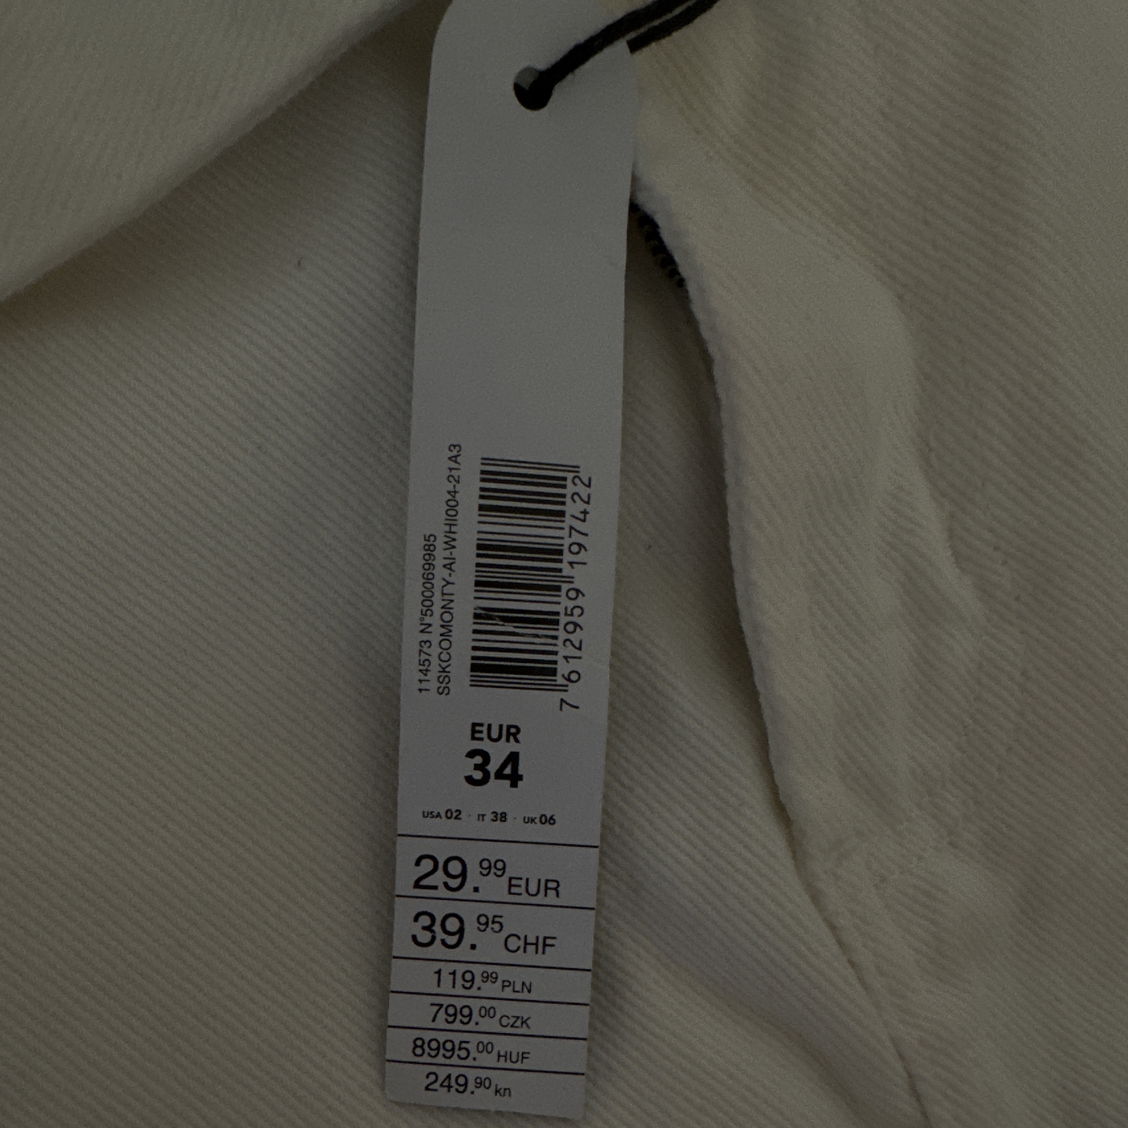 114573 N°500069985
SSKCOMONTY-AI-WHI004-21A3
7 612959 197422
EUR
34
USA 02 · IT 38 · UK 06
29.99 EUR
39.95 CHF
119.99 PLN
799.00 CZK
8995.00 HUF
249.90 kn